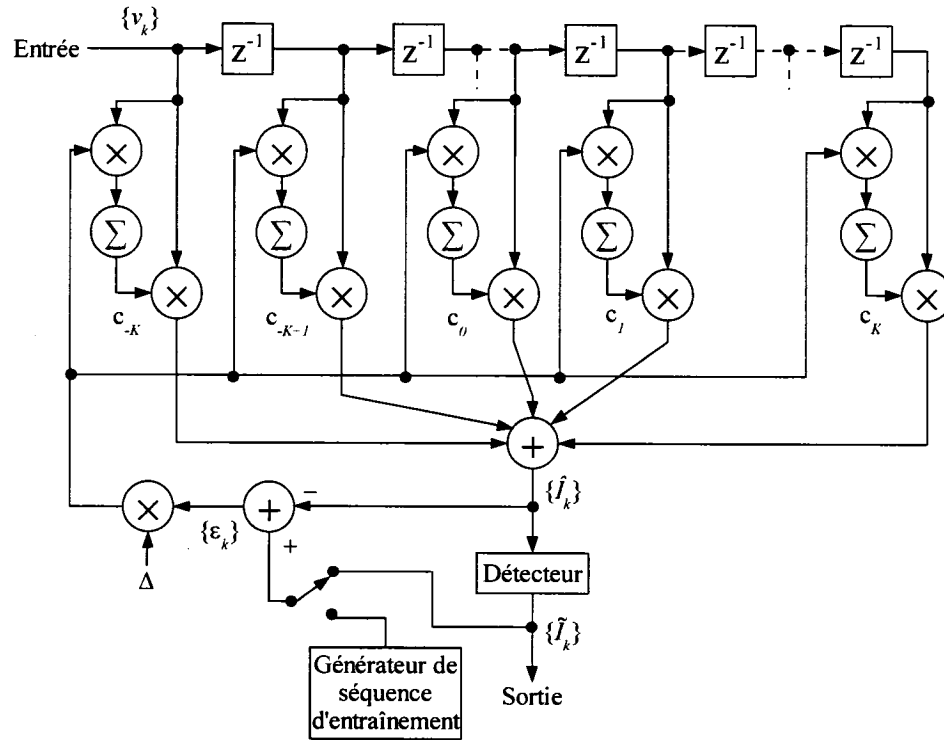 {v_k}
Entrée
z⁻¹
z⁻¹
z⁻¹
z⁻¹
z⁻¹
×
×
×
×
×
Σ
Σ
Σ
Σ
Σ
×
×
×
×
×
c_-K
c_-K-1
c_0
c_1
c_K
+
{Î_k}
−
×
{ε_k}
+
+
Δ
Détecteur
{Ĩ_k}
Générateur de
séquence
d'entraînement
Sortie